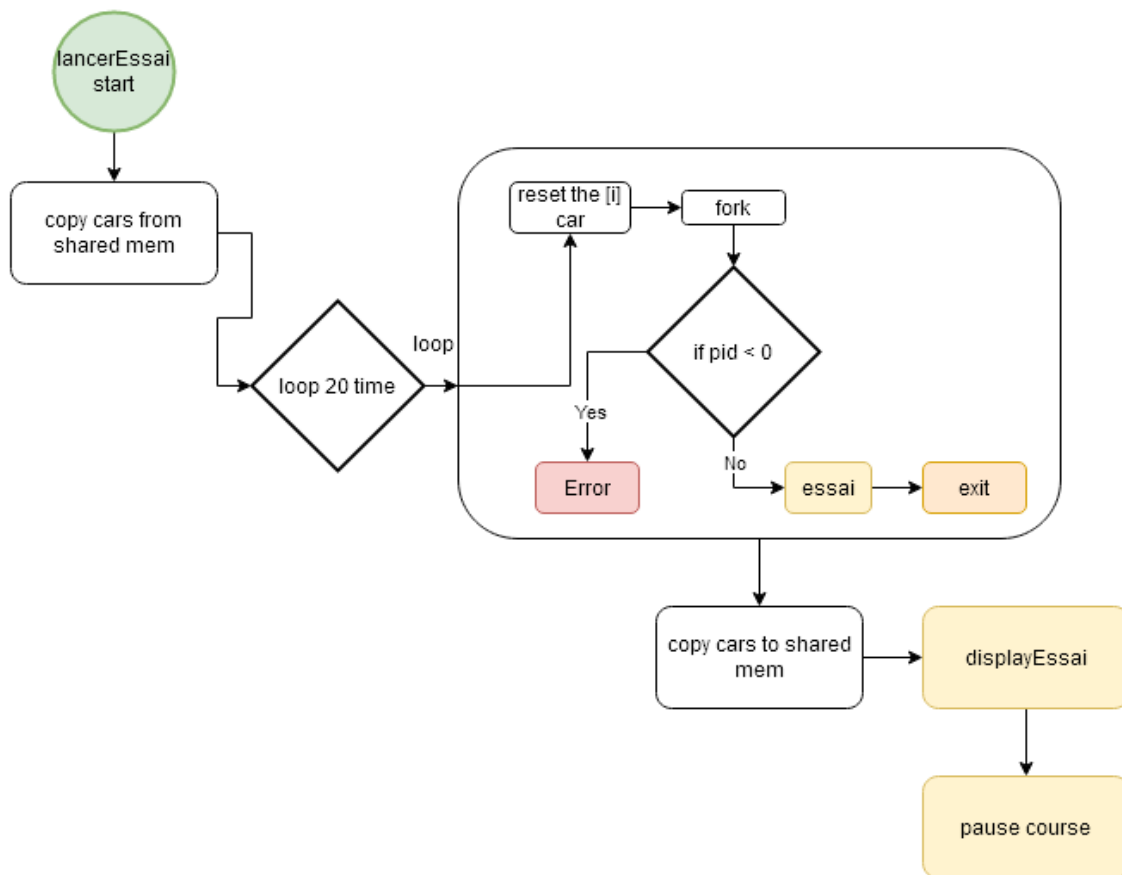 lancerEssai
start
copy cars from
shared mem
loop 20 time
loop
reset the [i]
car
fork
if pid < 0
Yes
Error
No
essai
exit
copy cars to shared
mem
displayEssai
pause course